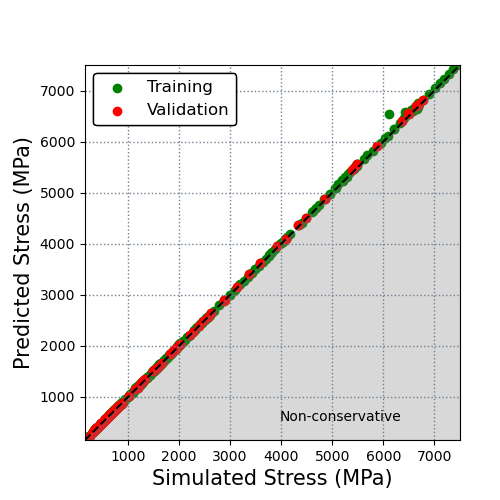 Training
Validation
Predicted Stress (MPa)
7000
6000
5000
4000
3000
2000
1000
Non-conservative
1000 2000 3000 4000 5000 6000 7000
Simulated Stress (MPa)